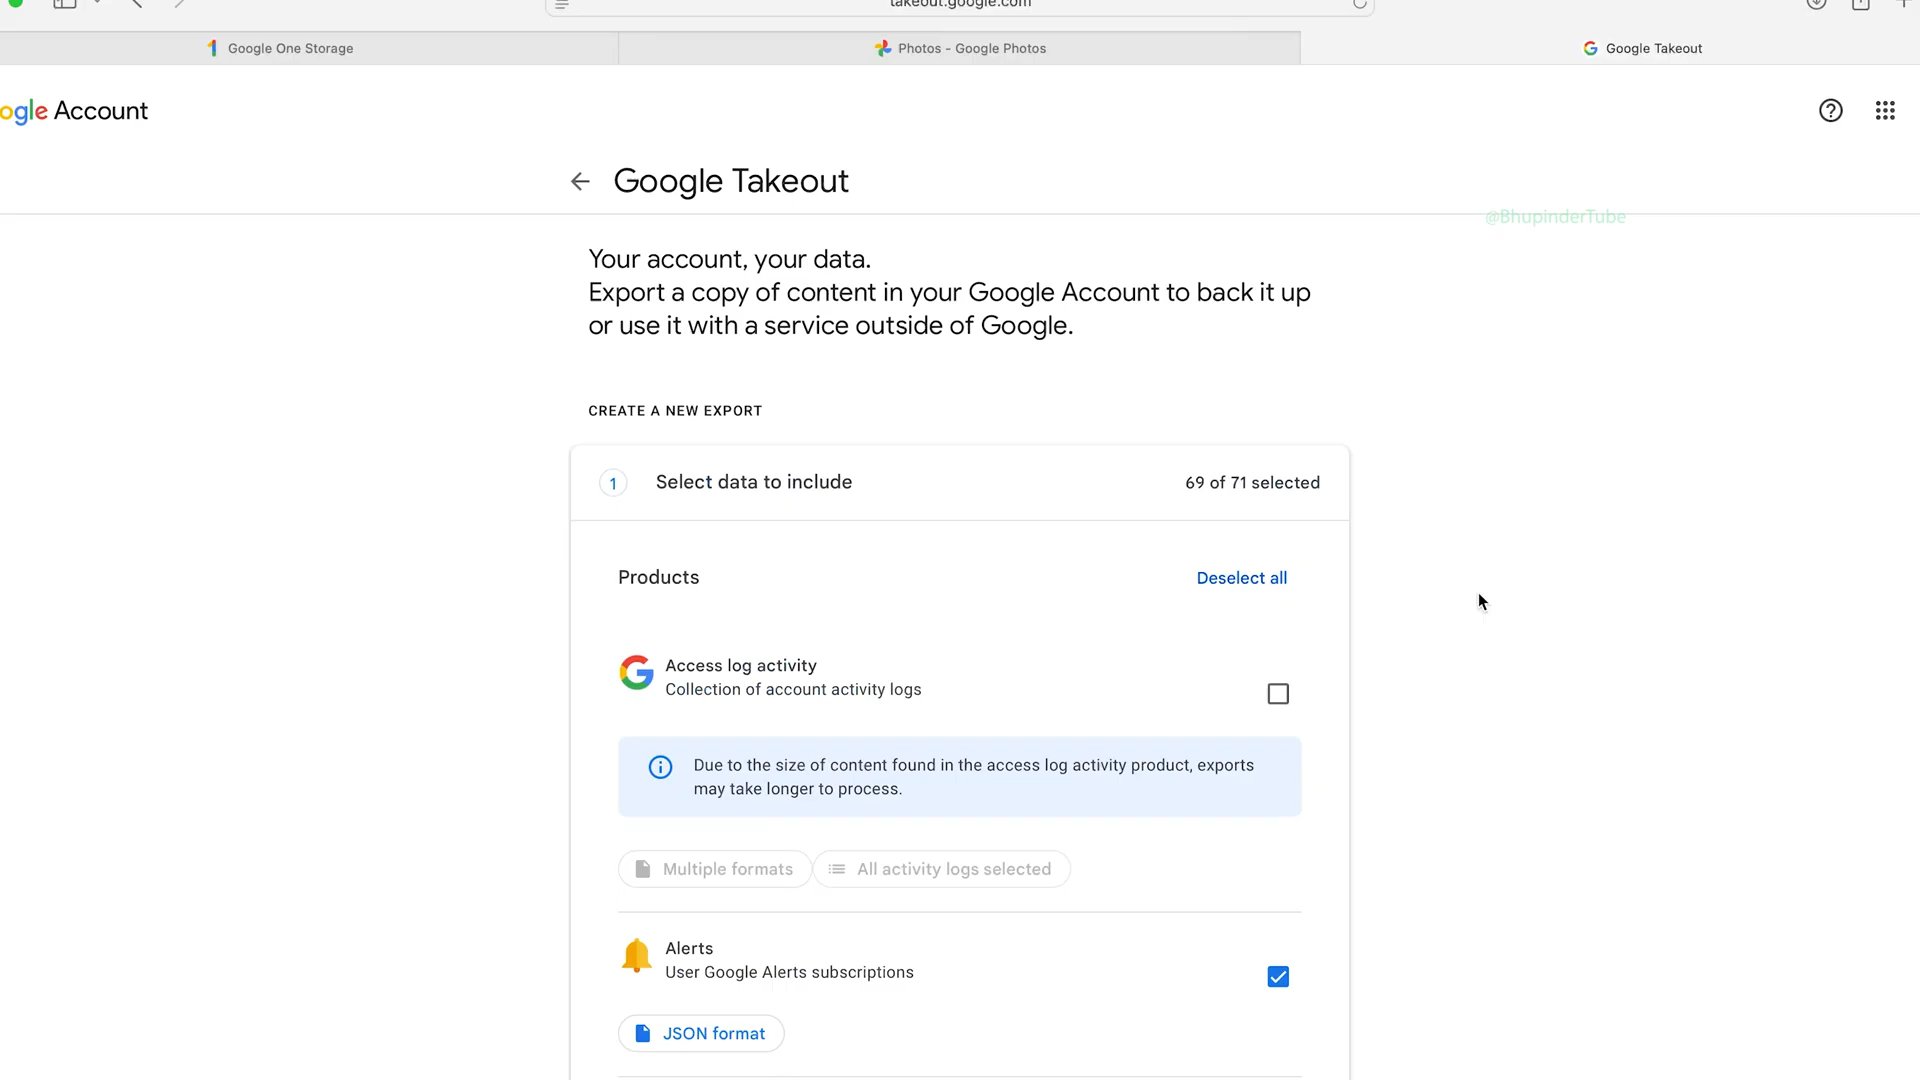 takeout.google.com
Google One Storage
Photos - Google Photos
Google Takeout
ogle Account
Google Takeout
@BhupinderTube
Your account, your data.
Export a copy of content in your Google Account to back it up
or use it with a service outside of Google.
CREATE A NEW EXPORT
1 Select data to include 69 of 71 selected
Products Deselect all
Access log activity
Collection of account activity logs
Due to the size of content found in the access log activity product, exports
may take longer to process.
Multiple formats All activity logs selected
Alerts
User Google Alerts subscriptions
JSON format